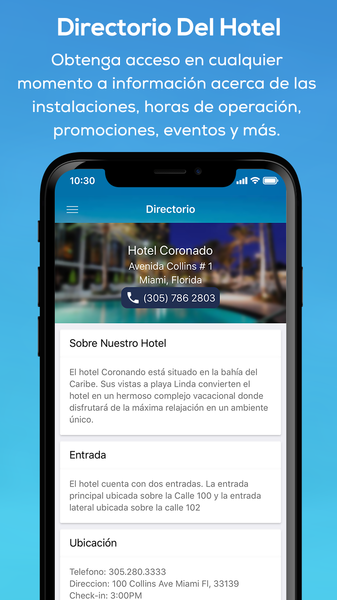 Directorio Del Hotel
Obtenga acceso en cualquier
momento a información acerca de las
instalaciones, horas de operación,
promociones, eventos y más.
10:30
Directorio
Hotel Coronado
Avenida Collins # 1
Miami, Florida
(305) 786 2803
Sobre Nuestro Hotel
El hotel Coronando está situado en la bahía del
Caribe. Sus vistas a playa Linda convierten el
hotel en un hermoso complejo vacacional donde
disfrutará de la máxima relajación en un ambiente
único.
Entrada
El hotel cuenta con dos entradas. La entrada
principal ubicada sobre la Calle 100 y la entrada
lateral ubicada sobre la calle 102
Ubicación
Telefono: 305.280.3333
Direccion: 100 Collins Ave Miami Fl, 33139
Check-in: 3:00PM